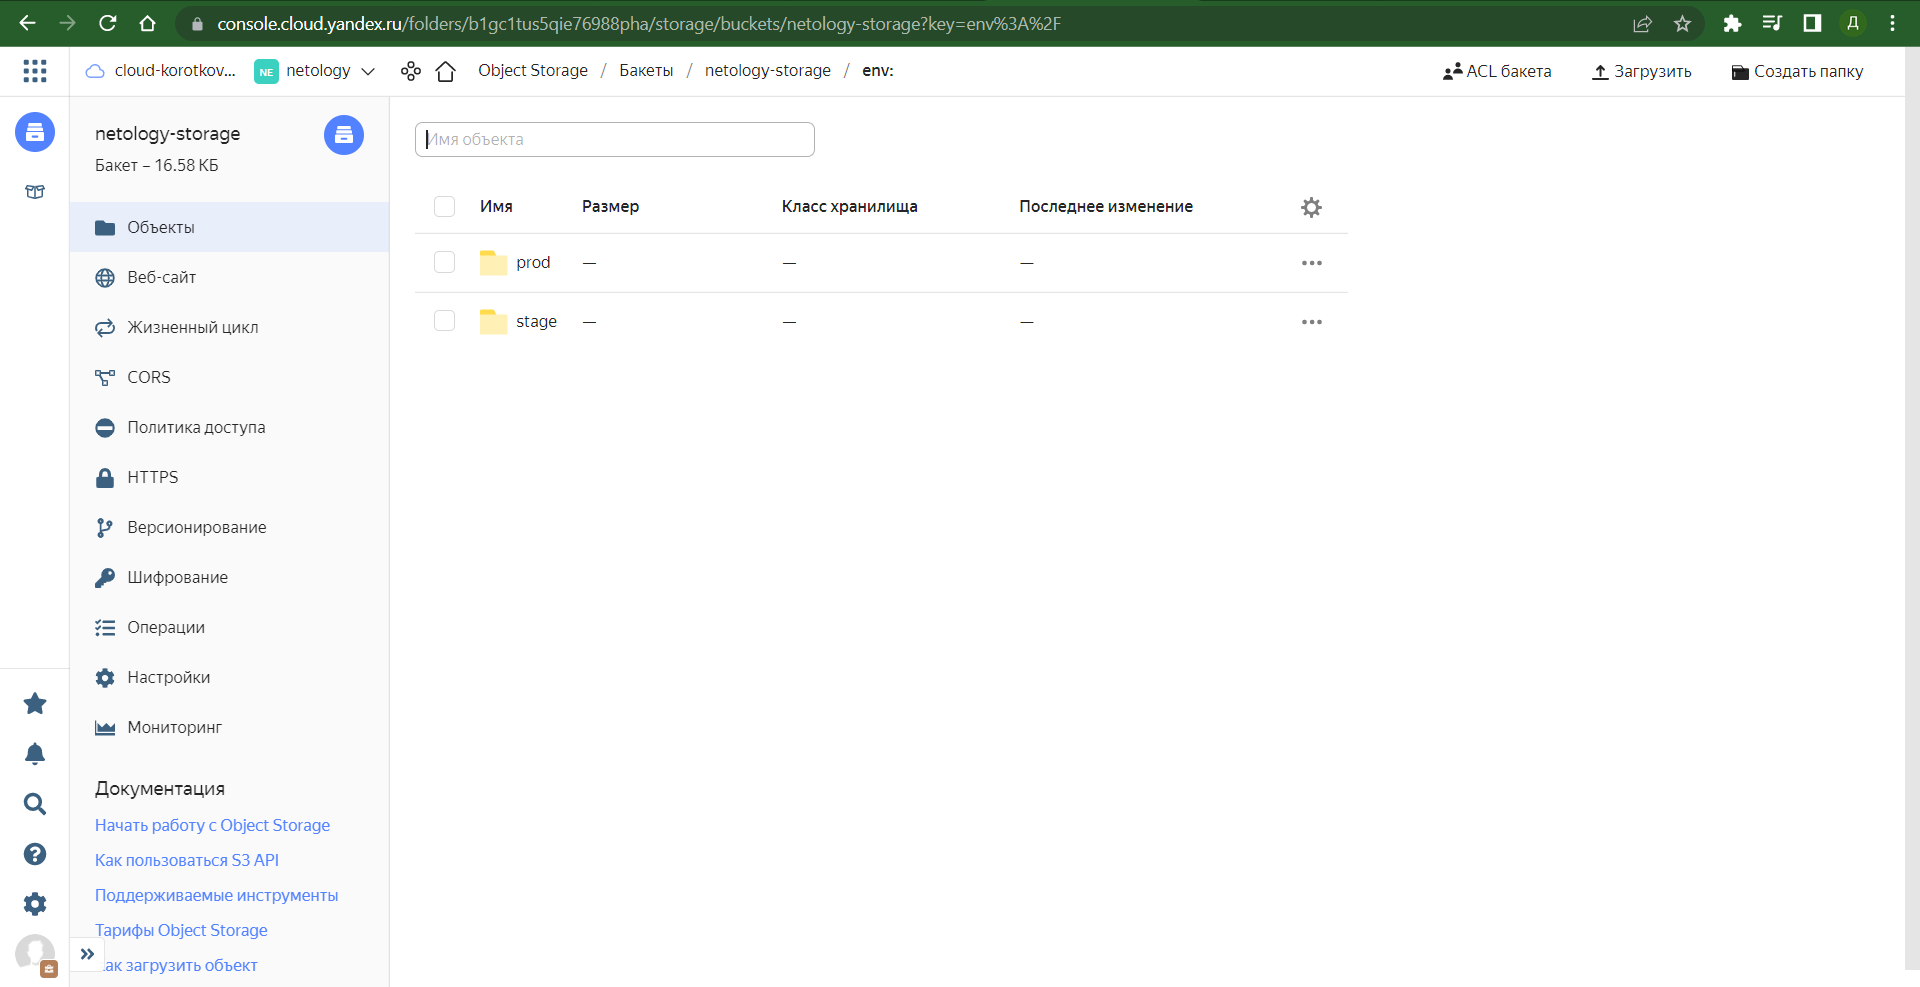 console.cloud.yandex.ru/folders/b1gc1tus5qie76988pha/storage/buckets/netology-storage?key=env%3A%2F
Д
cloud-korotkov... NE netology Object Storage / Бакеты / netology-storage / env: ACL бакета Загрузить Создать папку
netology-storage
Бакет – 16.58 КБ
Объекты
Веб-сайт
Жизненный цикл
CORS
Политика доступа
HTTPS
Версионирование
Шифрование
Операции
Настройки
Мониторинг
Документация
Начать работу с Object Storage
Как пользоваться S3 API
Поддерживаемые инструменты
Тарифы Object Storage
ак загрузить объект
Имя объекта
Имя Размер Класс хранилища Последнее изменение
prod — — —
stage — — —